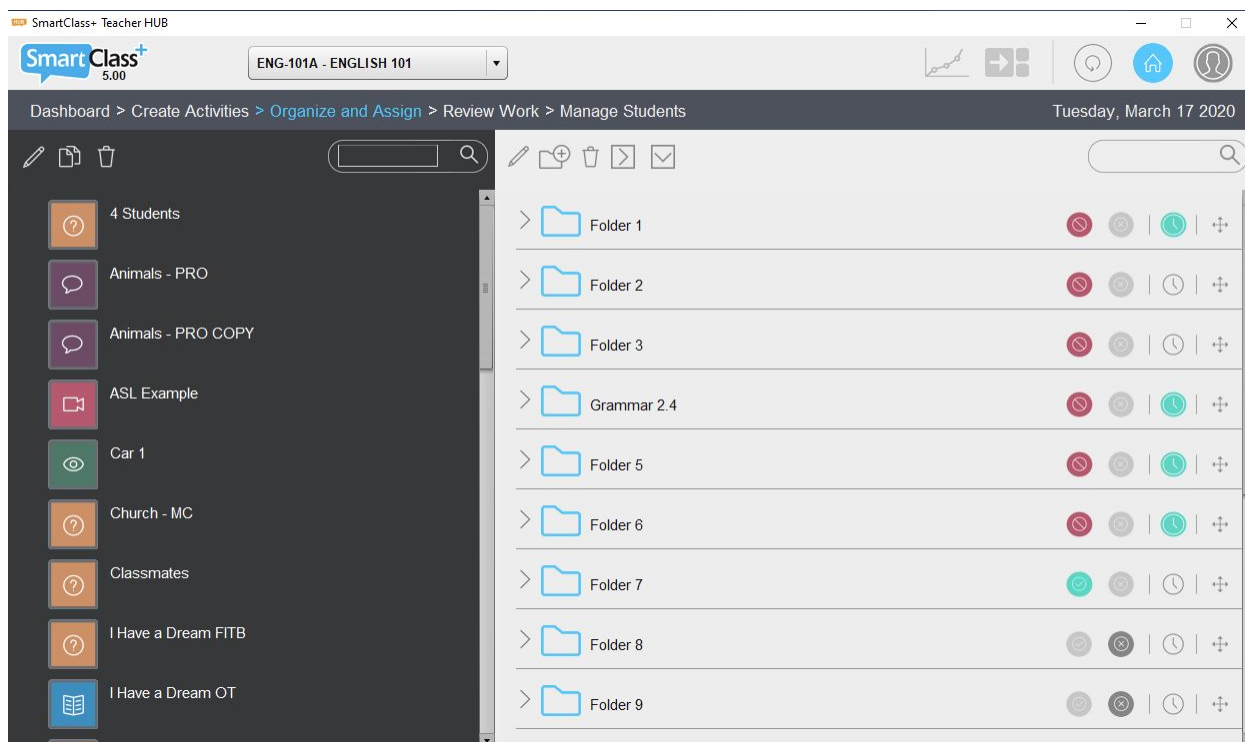 HUB SmartClass+ Teacher HUB
SmartClass+
5.00
ENG-101A - ENGLISH 101
Dashboard > Create Activities > Organize and Assign > Review Work > Manage Students
Tuesday, March 17 2020
4 Students
Animals - PRO
Animals - PRO COPY
ASL Example
Car 1
Church - MC
Classmates
I Have a Dream FITB
I Have a Dream OT
Folder 1
Folder 2
Folder 3
Grammar 2.4
Folder 5
Folder 6
Folder 7
Folder 8
Folder 9